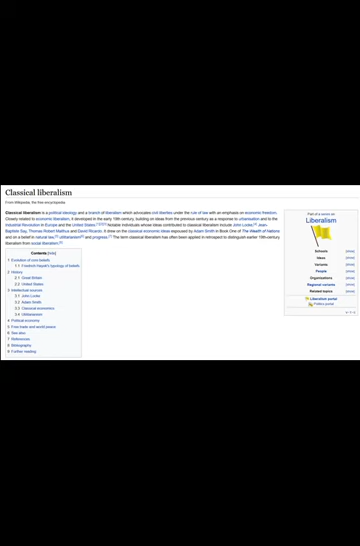 Classical liberalism
From Wikipedia, the free encyclopedia
Classical liberalism is a political ideology and a branch of liberalism which advocates civil liberties under the rule of law with an emphasis on economic freedom.
Closely related to economic liberalism, it developed in the early 19th century, building on ideas from the previous century as a response to urbanisation and to the
Industrial Revolution in Europe and the United States. Notable individuals whose ideas contributed to classical liberalism include John Locke, Jean-
Baptiste Say, Thomas Robert Malthus and David Ricardo. It drew on the classical economic ideas expressed by Adam Smith in Book One of The Wealth of Nations
and on a belief in natural law, utilitarianism and progress. The term classical liberalism has often been applied in retrospect to distinguish earlier 19th-century
liberalism from social liberalism.
Contents [hide]
1 Evolution of core beliefs
1.1 Friedrich Hayek's typology of beliefs
2 History
2.1 Great Britain
2.2 United States
3 Intellectual sources
3.1 John Locke
3.2 Adam Smith
3.3 Classical economics
3.4 Utilitarianism
4 Political economy
5 Free trade and world peace
6 See also
7 References
8 Bibliography
9 Further reading
Part of a series on
Liberalism
Schools [show]
Ideas [show]
Variants [show]
People [show]
Organizations [show]
Regional variants [show]
Related topics [show]
Liberalism portal
Politics portal
v · t · e